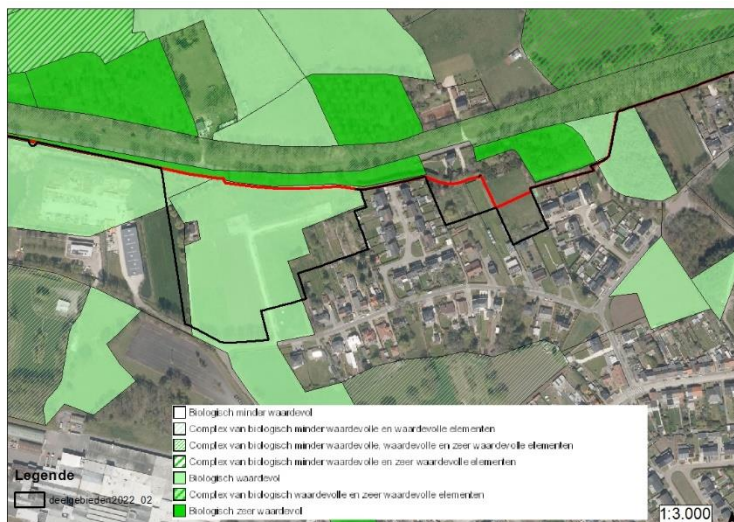 Biologisch minder waardevol
Complex van biologisch minder waardevolle en waardevolle elementen
Complex van biologisch minder waardevolle, waardevolle en zeer waardevolle elementen
Complex van biologisch minder waardevolle en zeer waardevolle elementen
Biologisch waardevol
Complex van biologisch waardevolle en zeer waardevolle elementen
Biologisch zeer waardevol
Legende
deelgebieden2022_02
1:3.000